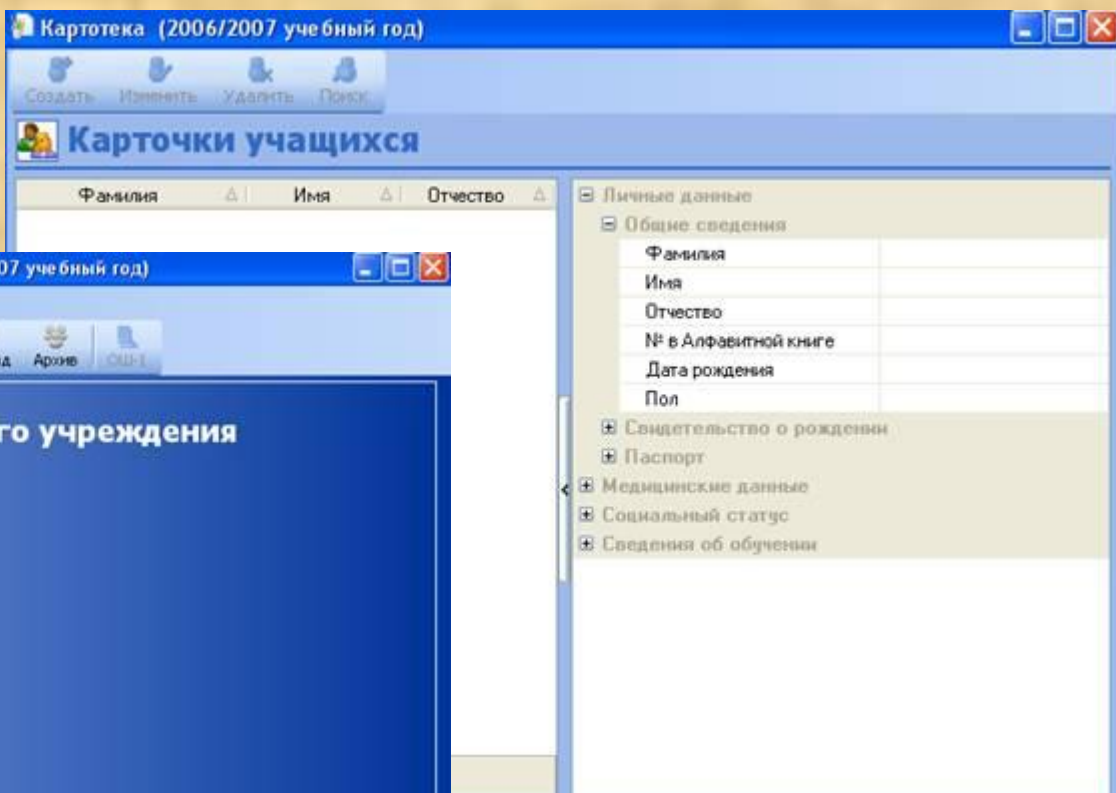 Картотека (2006/2007 учебный год)
Создать Изменить Удалить Поиск
Карточки учащихся
Фамилия Имя Отчество
Личные данные
Общие сведения
Фамилия
Имя
Отчество
№ в Алфавитной книге
Дата рождения
Пол
Свидетельство о рождении
Паспорт
Медицинские данные
Социальный статус
Сведения об обучении
07 учебный год)
Архив ОШ-1
го учреждения